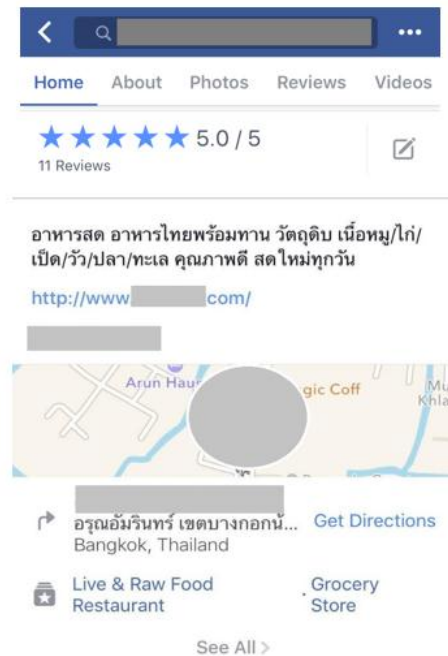 Home About Photos Reviews Videos
5.0 / 5
11 Reviews
อาหารสด อาหารไทยพร้อมทาน วัตถุดิบ เนื้อหมู/ไก่/
เป็ด/วัว/ปลา/ทะเล คุณภาพดี สดใหม่ทุกวัน
http://www com/
Arun
gic Coff
Mu
Khla
อรุณอัมรินทร์ เขตบางกอกน้... Get Directions
Bangkok, Thailand
Live & Raw Food
Restaurant
. Grocery
Store
See All >